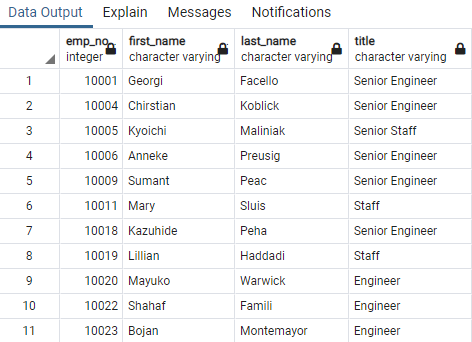 Data Output Explain Messages Notifications
emp_no first_name last_name title
integer character varying character varying character varying
1 10001 Georgi Facello Senior Engineer
2 10004 Chirstian Koblick Senior Engineer
3 10005 Kyoichi Maliniak Senior Staff
4 10006 Anneke Preusig Senior Engineer
5 10009 Sumant Peac Senior Engineer
6 10011 Mary Sluis Staff
7 10018 Kazuhide Peha Senior Engineer
8 10019 Lillian Haddadi Staff
9 10020 Mayuko Warwick Engineer
10 10022 Shahaf Famili Engineer
11 10023 Bojan Montemayor Engineer